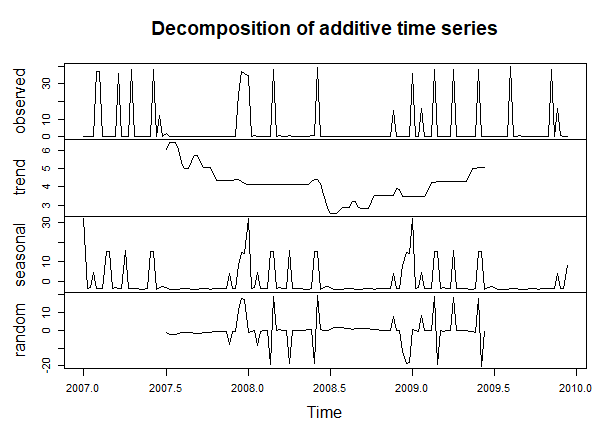 Decomposition of additive time series
observed
0 10 30
trend
3 4 5 6
seasonal
0 10 30
random
-20 0 10
2007.0 2007.5 2008.0 2008.5 2009.0 2009.5 2010.0
Time